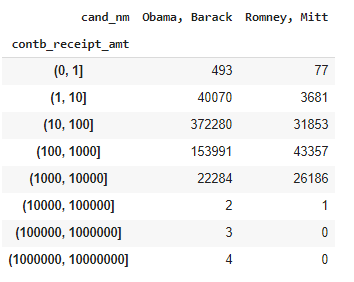 cand_nm Obama, Barack Romney, Mitt
contb_receipt_amt
(0, 1] 493 77
(1, 10] 40070 3681
(10, 100] 372280 31853
(100, 1000] 153991 43357
(1000, 10000] 22284 26186
(10000, 100000] 2 1
(100000, 1000000] 3 0
(1000000, 10000000] 4 0